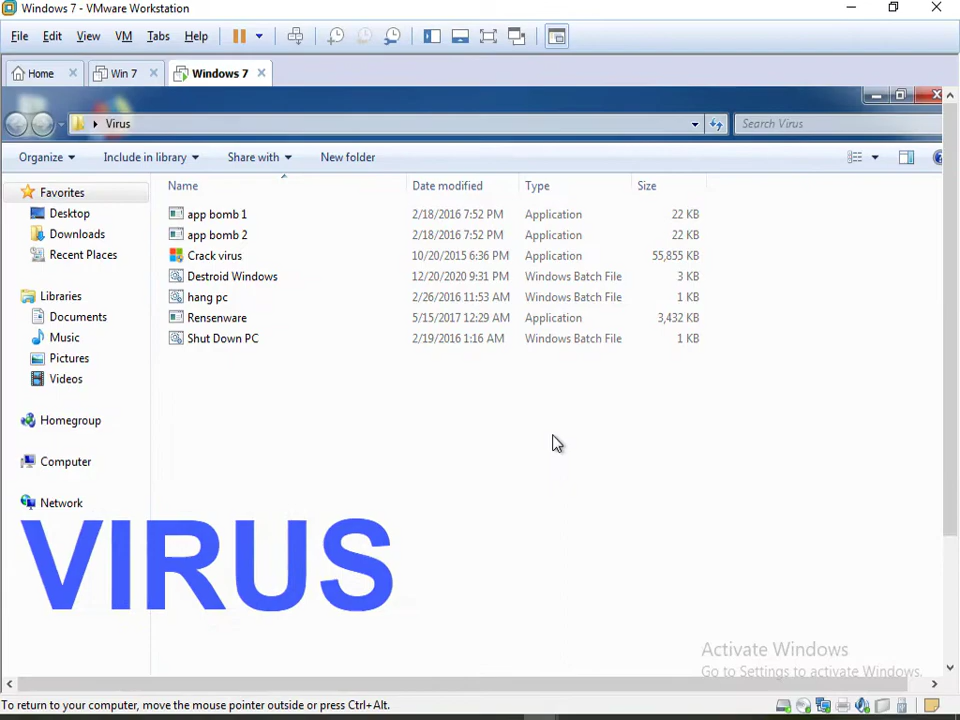 Windows 7 - VMware Workstation
File Edit View VM Tabs Help
Home Win 7 Windows 7
Virus Search Virus
Organize Include in library Share with New folder
Name Date modified Type Size
Favorites
Desktop
Downloads
Recent Places
Libraries
Documents
Music
Pictures
Videos
Homegroup
Computer
Network
app bomb 1 2/18/2016 7:52 PM Application 22 KB
app bomb 2 2/18/2016 7:52 PM Application 22 KB
Crack virus 10/20/2015 6:36 PM Application 55,855 KB
Destroid Windows 12/20/2020 9:31 PM Windows Batch File 3 KB
hang pc 2/26/2016 11:53 AM Windows Batch File 1 KB
Rensenware 5/15/2017 12:29 AM Application 3,432 KB
Shut Down PC 2/19/2016 1:16 AM Windows Batch File 1 KB
VIRUS
Activate Windows
Go to Settings to activate Windows.
To return to your computer, move the mouse pointer outside or press Ctrl+Alt.